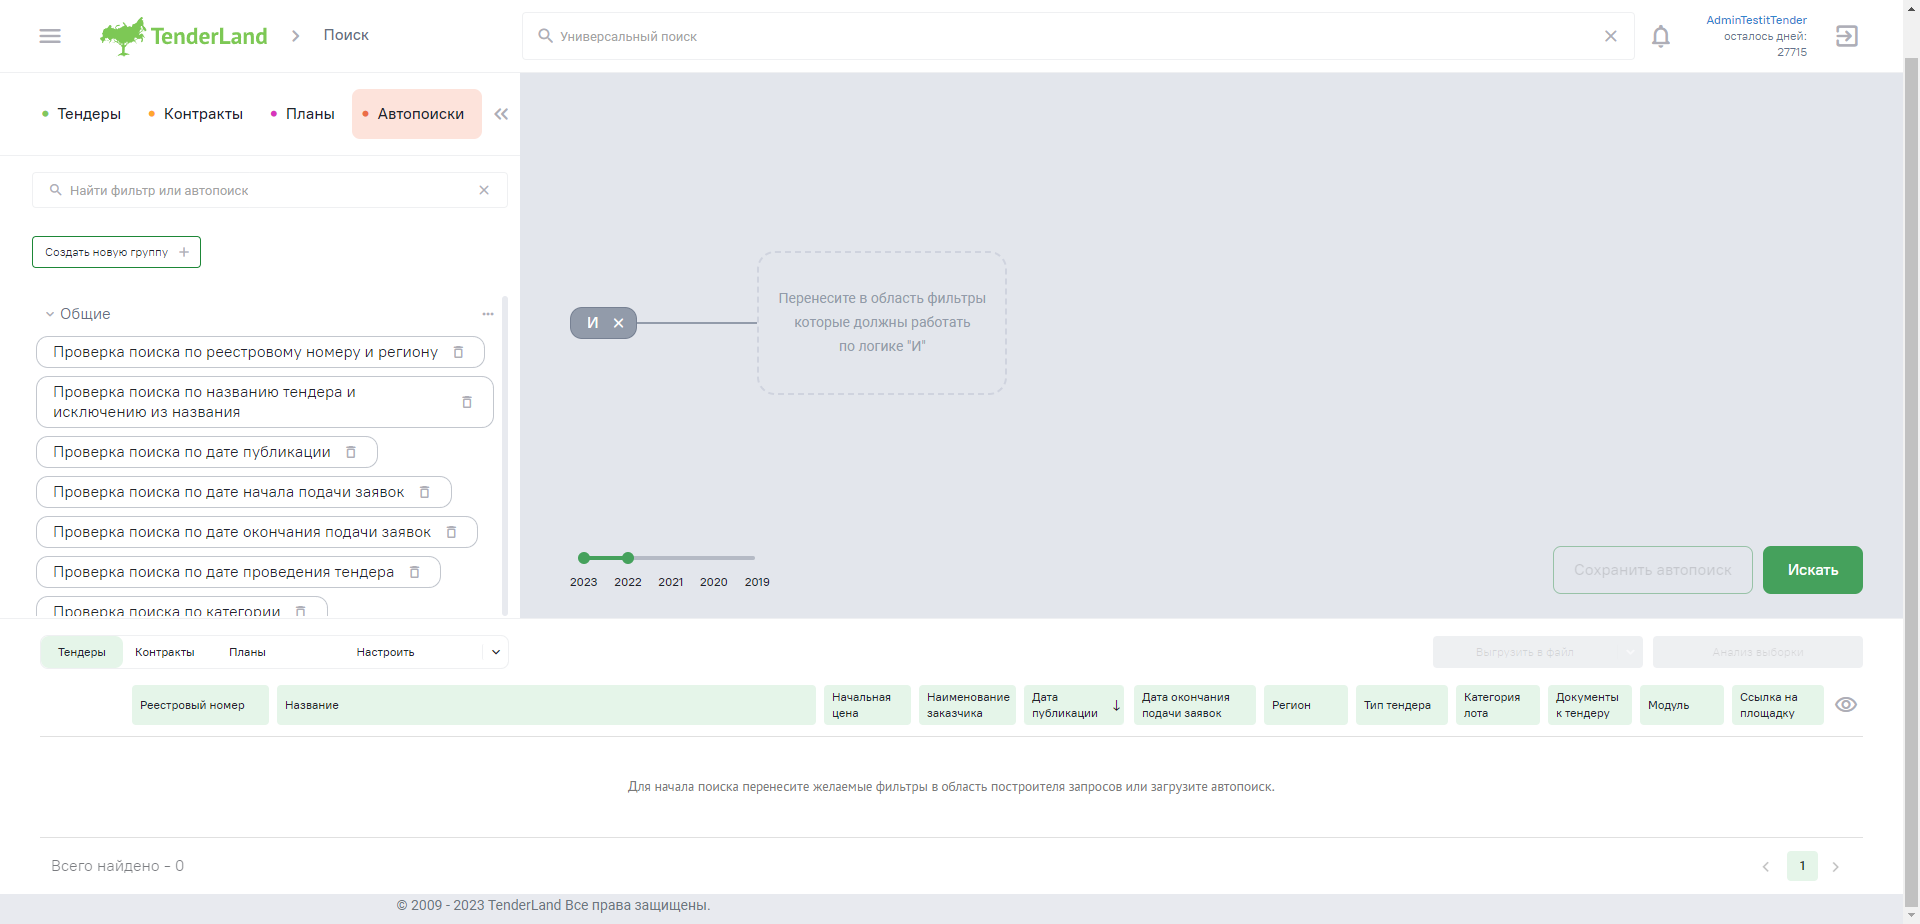 TenderLand
Поиск
Универсальный поиск
AdminTestitTender
осталось дней:
27715
Тендеры
Контракты
Планы
Автопоиски
Найти фильтр или автопоиск
Создать новую группу
Общие
Проверка поиска по реестровому номеру и региону
Проверка поиска по названию тендера и
исключению из названия
Проверка поиска по дате публикации
Проверка поиска по дате начала подачи заявок
Проверка поиска по дате окончания подачи заявок
Проверка поиска по дате проведения тендера
Проверка поиска по категории
И
Перенесите в область фильтры
которые должны работать
по логике "И"
2023 2022 2021 2020 2019
Сохранить автопоиск
Искать
Тендеры
Контракты
Планы
Настроить
Выгрузить в файл
Анализ выборки
Реестровый номер
Название
Начальная
цена
Наименование
заказчика
Дата
публикации
Дата окончания
подачи заявок
Регион
Тип тендера
Категория
лота
Документы
к тендеру
Модуль
Ссылка на
площадку
Для начала поиска перенесите желаемые фильтры в область построителя запросов или загрузите автопоиск.
Всего найдено - 0
1
© 2009 - 2023 TenderLand Все права защищены.